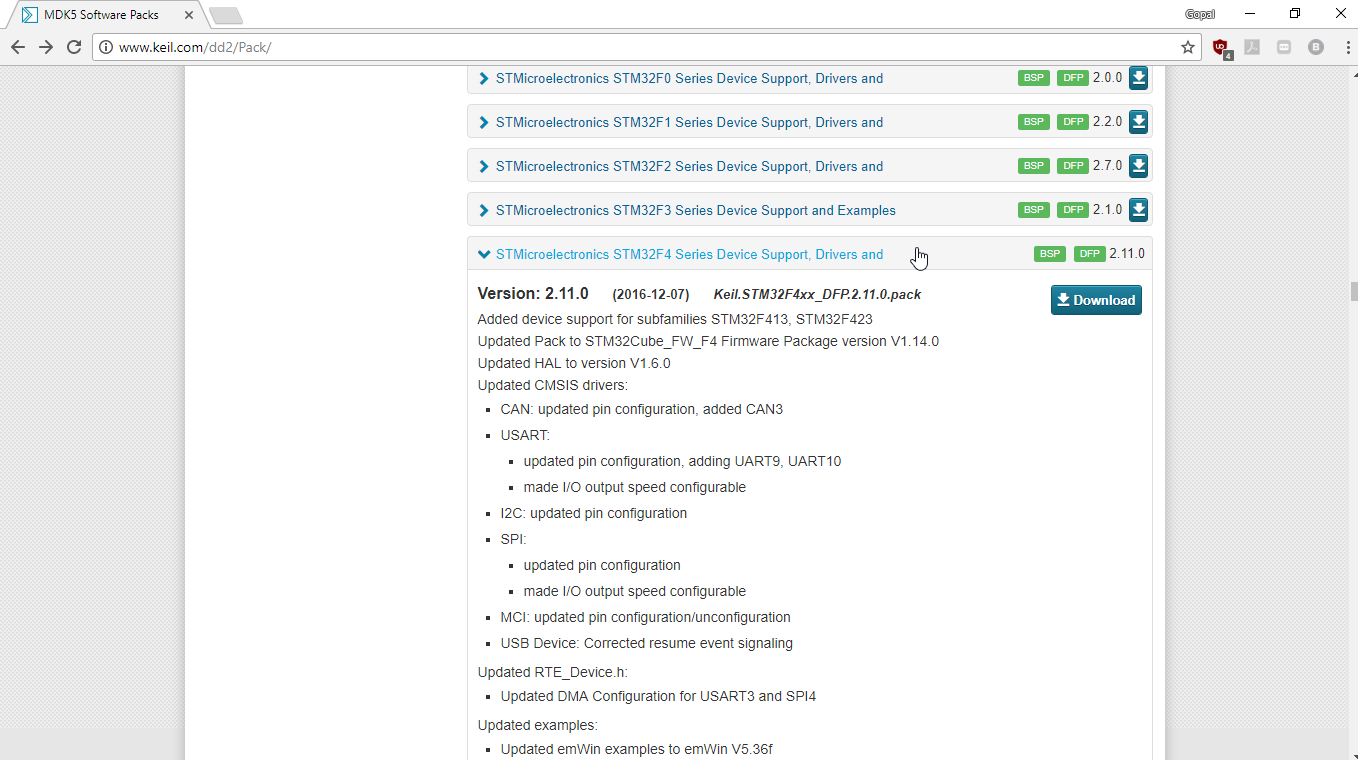 MDK5 Software Packs
Gopal
www.keil.com/dd2/Pack/
4
B
STMicroelectronics STM32F0 Series Device Support, Drivers and BSP DFP 2.0.0
STMicroelectronics STM32F1 Series Device Support, Drivers and BSP DFP 2.2.0
STMicroelectronics STM32F2 Series Device Support, Drivers and BSP DFP 2.7.0
STMicroelectronics STM32F3 Series Device Support and Examples BSP DFP 2.1.0
STMicroelectronics STM32F4 Series Device Support, Drivers and BSP DFP 2.11.0
Version: 2.11.0 (2016-12-07) Keil.STM32F4xx_DFP.2.11.0.pack Download
Added device support for subfamilies STM32F413, STM32F423
Updated Pack to STM32Cube_FW_F4 Firmware Package version V1.14.0
Updated HAL to version V1.6.0
Updated CMSIS drivers:
CAN: updated pin configuration, added CAN3
USART:
updated pin configuration, adding UART9, UART10
made I/O output speed configurable
I2C: updated pin configuration
SPI:
updated pin configuration
made I/O output speed configurable
MCI: updated pin configuration/unconfiguration
USB Device: Corrected resume event signaling
Updated RTE_Device.h:
Updated DMA Configuration for USART3 and SPI4
Updated examples:
Updated emWin examples to emWin V5.36f